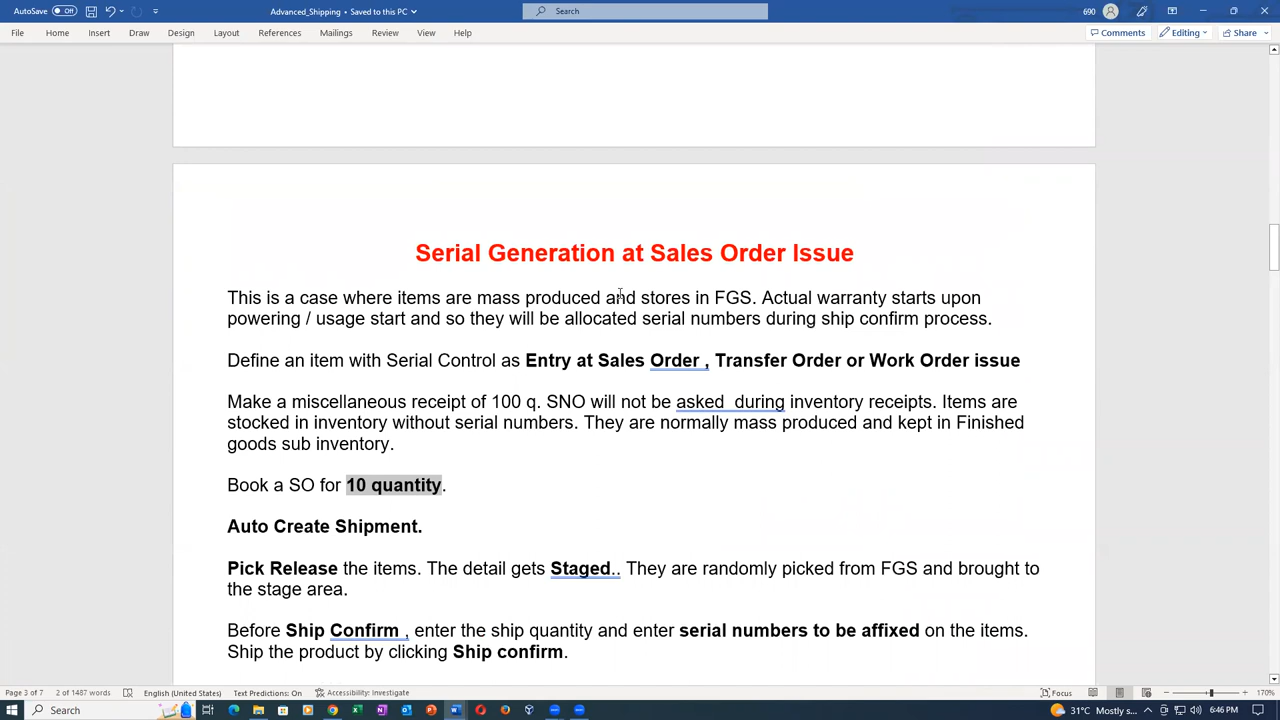 AutoSave Off Advanced_Shipping • Saved to this PC Search 690
File Home Insert Draw Design Layout References Mailings Review View Help Comments Editing Share
Serial Generation at Sales Order Issue
This is a case where items are mass produced and stores in FGS. Actual warranty starts upon
powering / usage start and so they will be allocated serial numbers during ship confirm process.
Define an item with Serial Control as Entry at Sales Order , Transfer Order or Work Order issue
Make a miscellaneous receipt of 100 q. SNO will not be asked  during inventory receipts. Items are
stocked in inventory without serial numbers. They are normally mass produced and kept in Finished
goods sub inventory.
Book a SO for 10 quantity.
Auto Create Shipment.
Pick Release the items. The detail gets Staged.. They are randomly picked from FGS and brought to
the stage area.
Before Ship Confirm , enter the ship quantity and enter serial numbers to be affixed on the items.
Ship the product by clicking Ship confirm.
Page 3 of 7 2 of 1487 words English (United States) Text Predictions: On Accessibility: Investigate Focus 170%
Search 31°C Mostly s... 6:46 PM